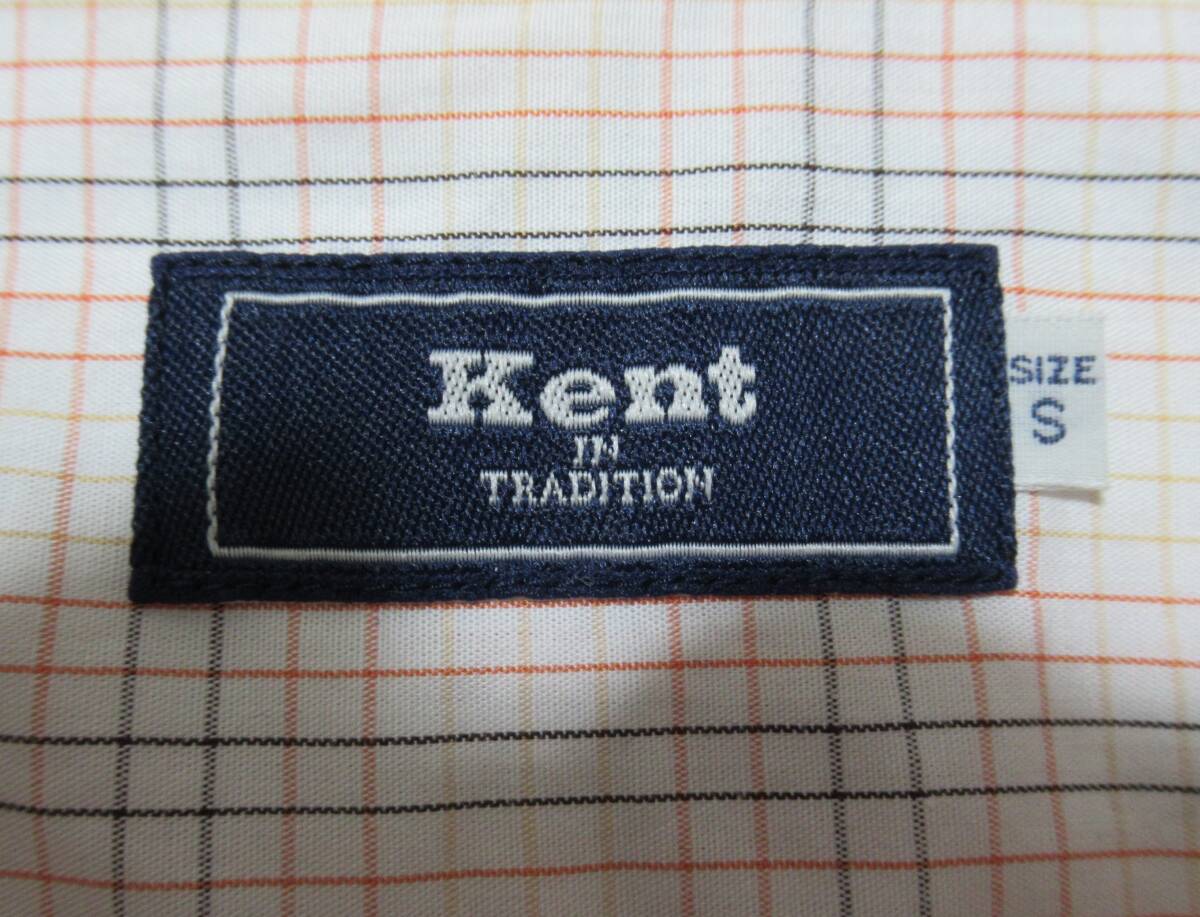 Kent
IN
TRADITION
SIZE
S